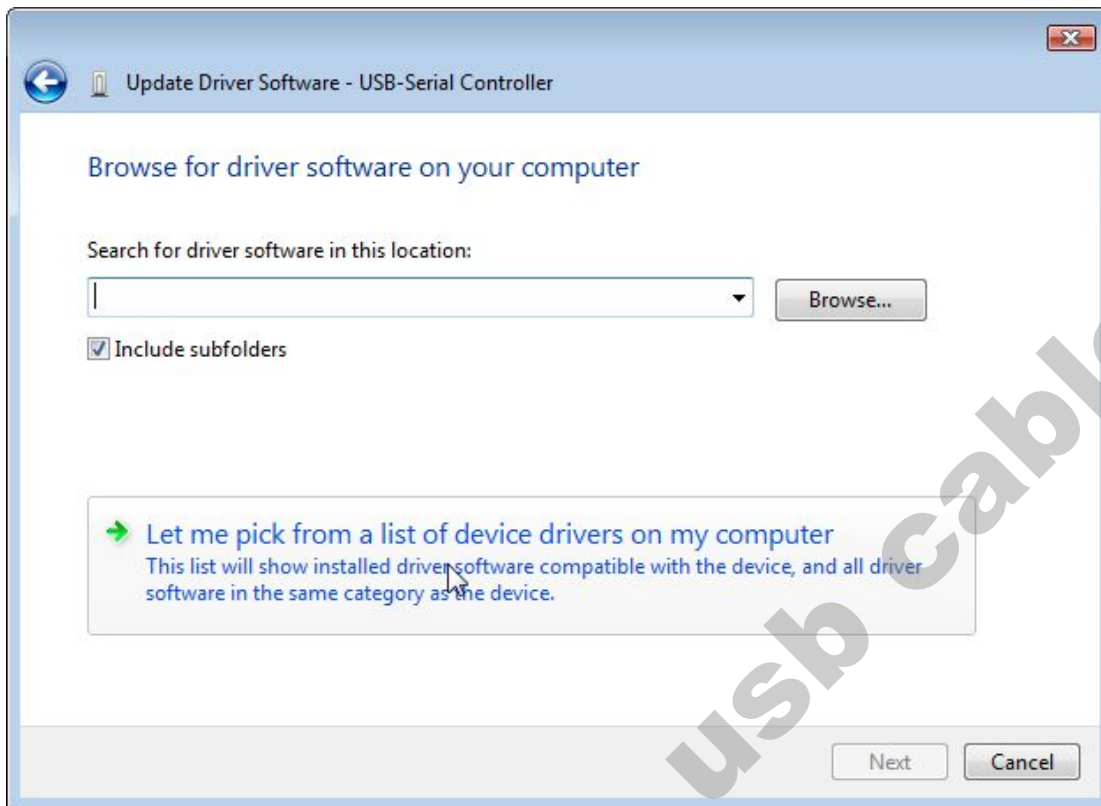 Update Driver Software - USB-Serial Controller
Browse for driver software on your computer
Search for driver software in this location:
Browse...
Include subfolders
Let me pick from a list of device drivers on my computer
This list will show installed driver software compatible with the device, and all driver
software in the same category as the device.
Next
Cancel
usb cable